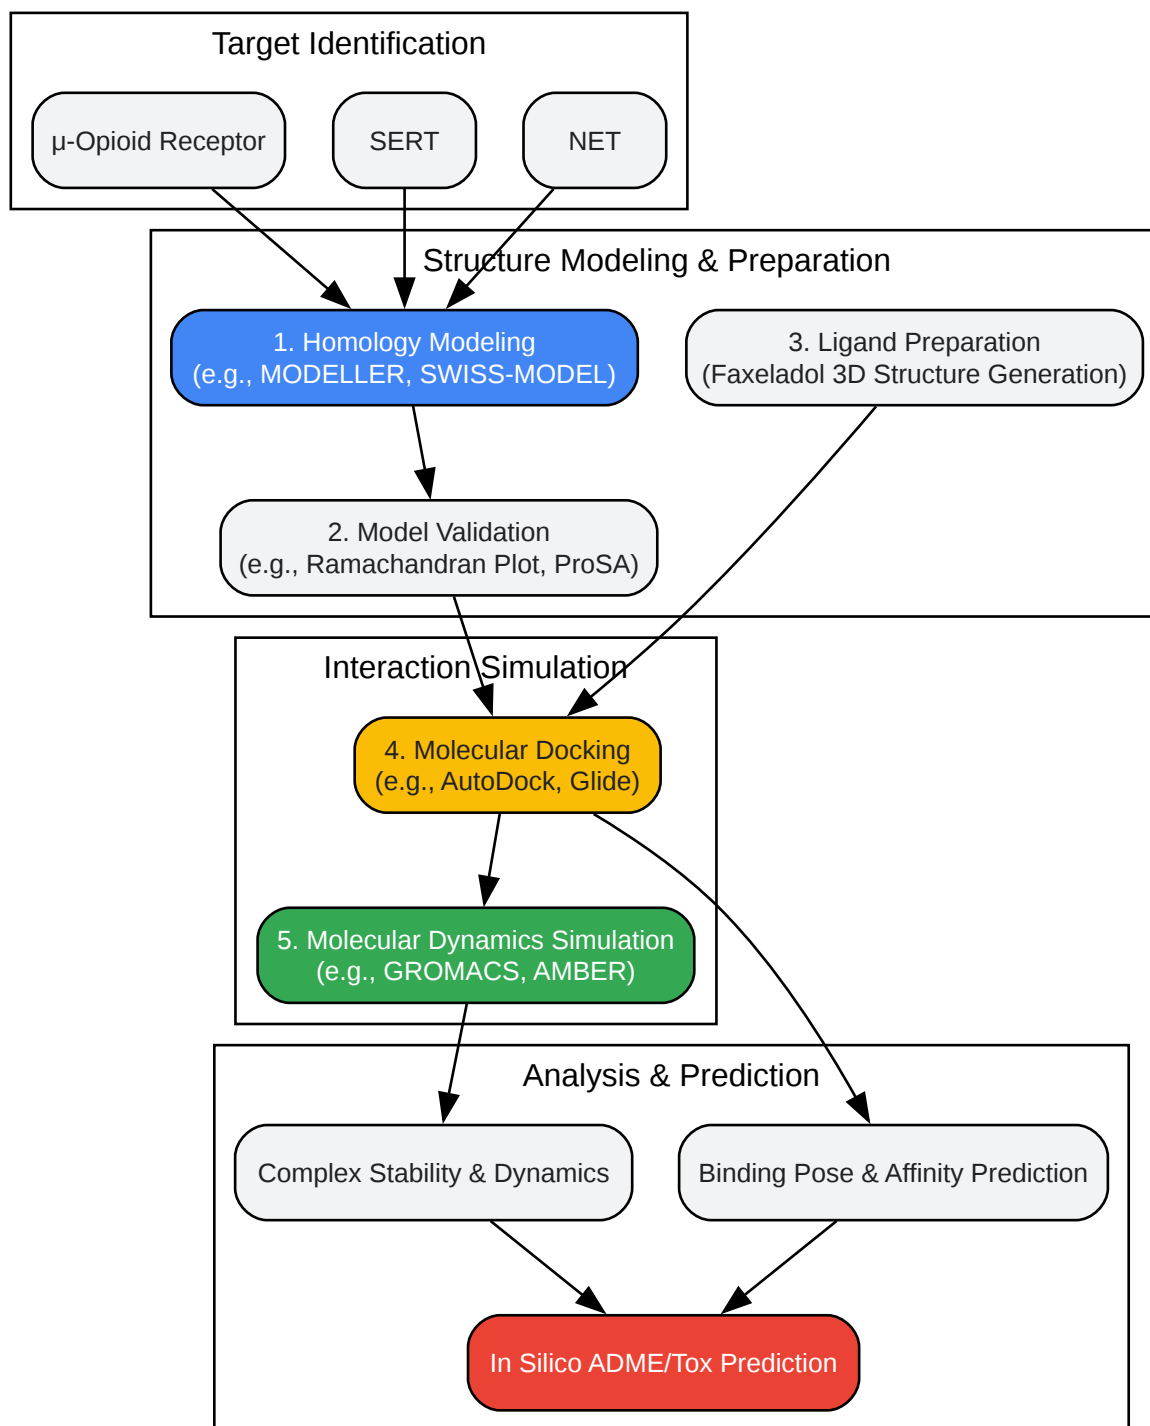 Target Identification
μ-Opioid Receptor
SERT
NET
Structure Modeling & Preparation
1. Homology Modeling
(e.g., MODELLER, SWISS-MODEL)
3. Ligand Preparation
(Faxeladol 3D Structure Generation)
2. Model Validation
(e.g., Ramachandran Plot, ProSA)
Interaction Simulation
4. Molecular Docking
(e.g., AutoDock, Glide)
5. Molecular Dynamics Simulation
(e.g., GROMACS, AMBER)
Analysis & Prediction
Complex Stability & Dynamics
Binding Pose & Affinity Prediction
In Silico ADME/Tox Prediction